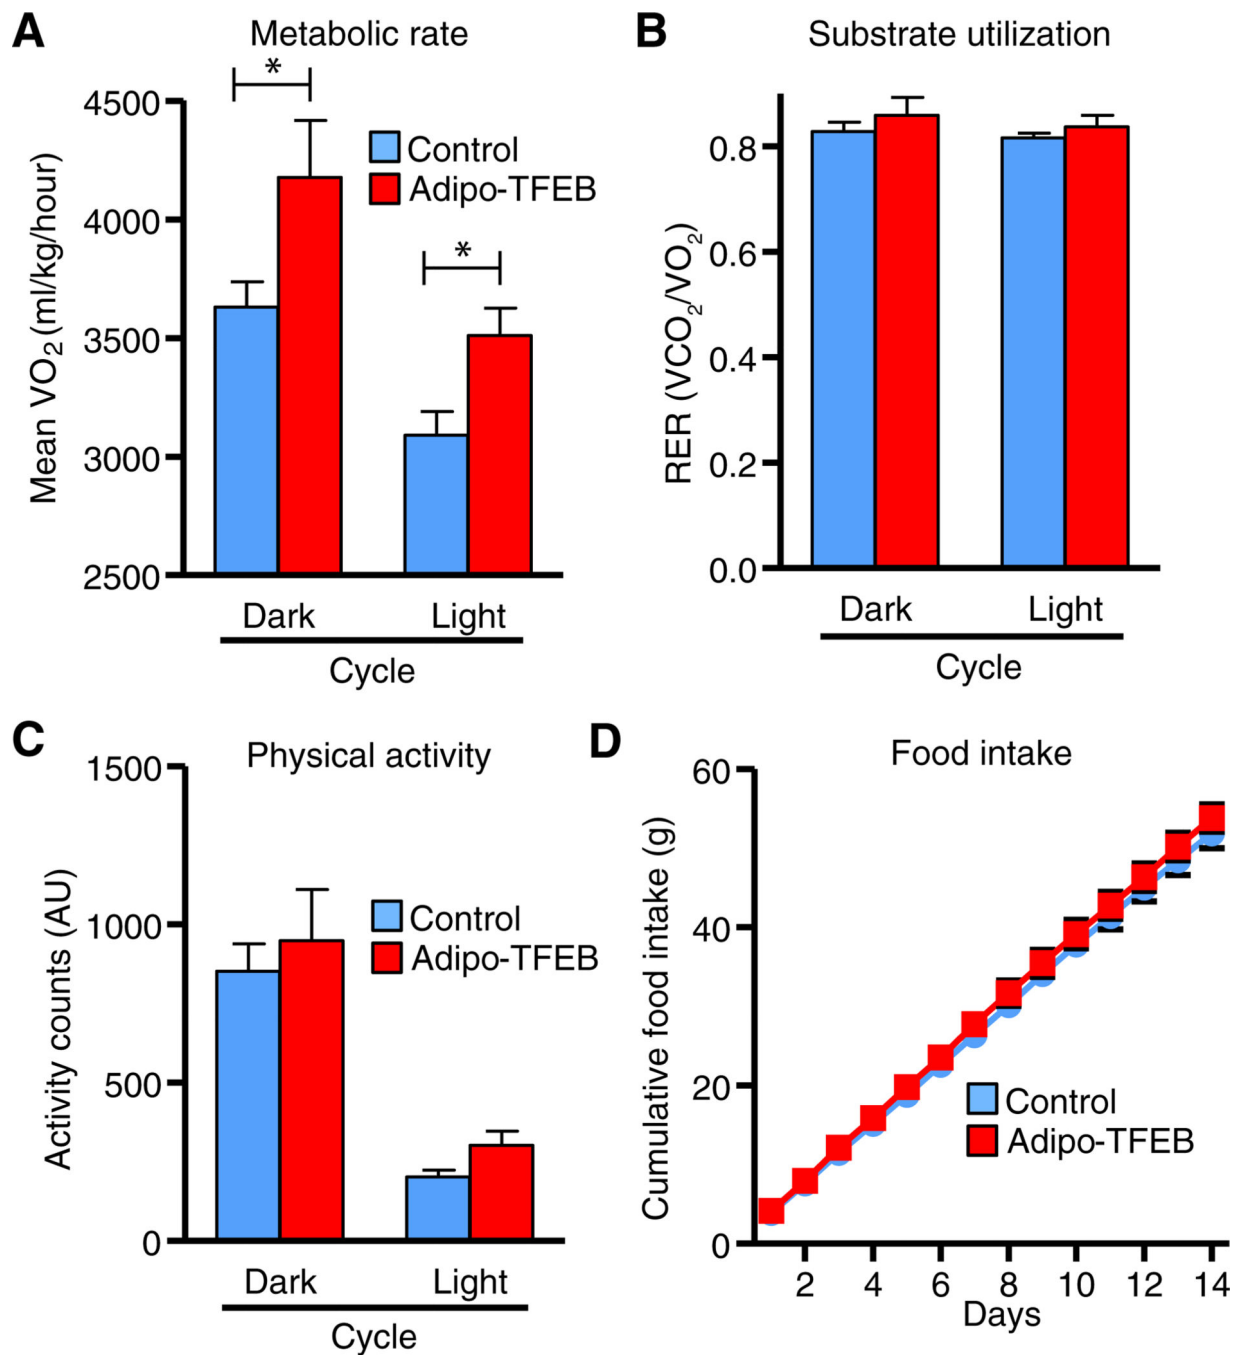 A
Metabolic rate
*
*
4500
4000
3500
3000
2500
Mean VO₂ (ml/kg/hour)
Control
Adipo-TFEB
Dark
Light
Cycle
B
Substrate utilization
0.8
0.6
0.4
0.2
0.0
RER (VCO₂/VO₂)
Dark
Light
Cycle
C
Physical activity
1500
1000
500
0
Activity counts (AU)
Control
Adipo-TFEB
Dark
Light
Cycle
D
Food intake
60
40
20
0
Cumulative food intake (g)
Control
Adipo-TFEB
2 4 6 8 10 12 14
Days